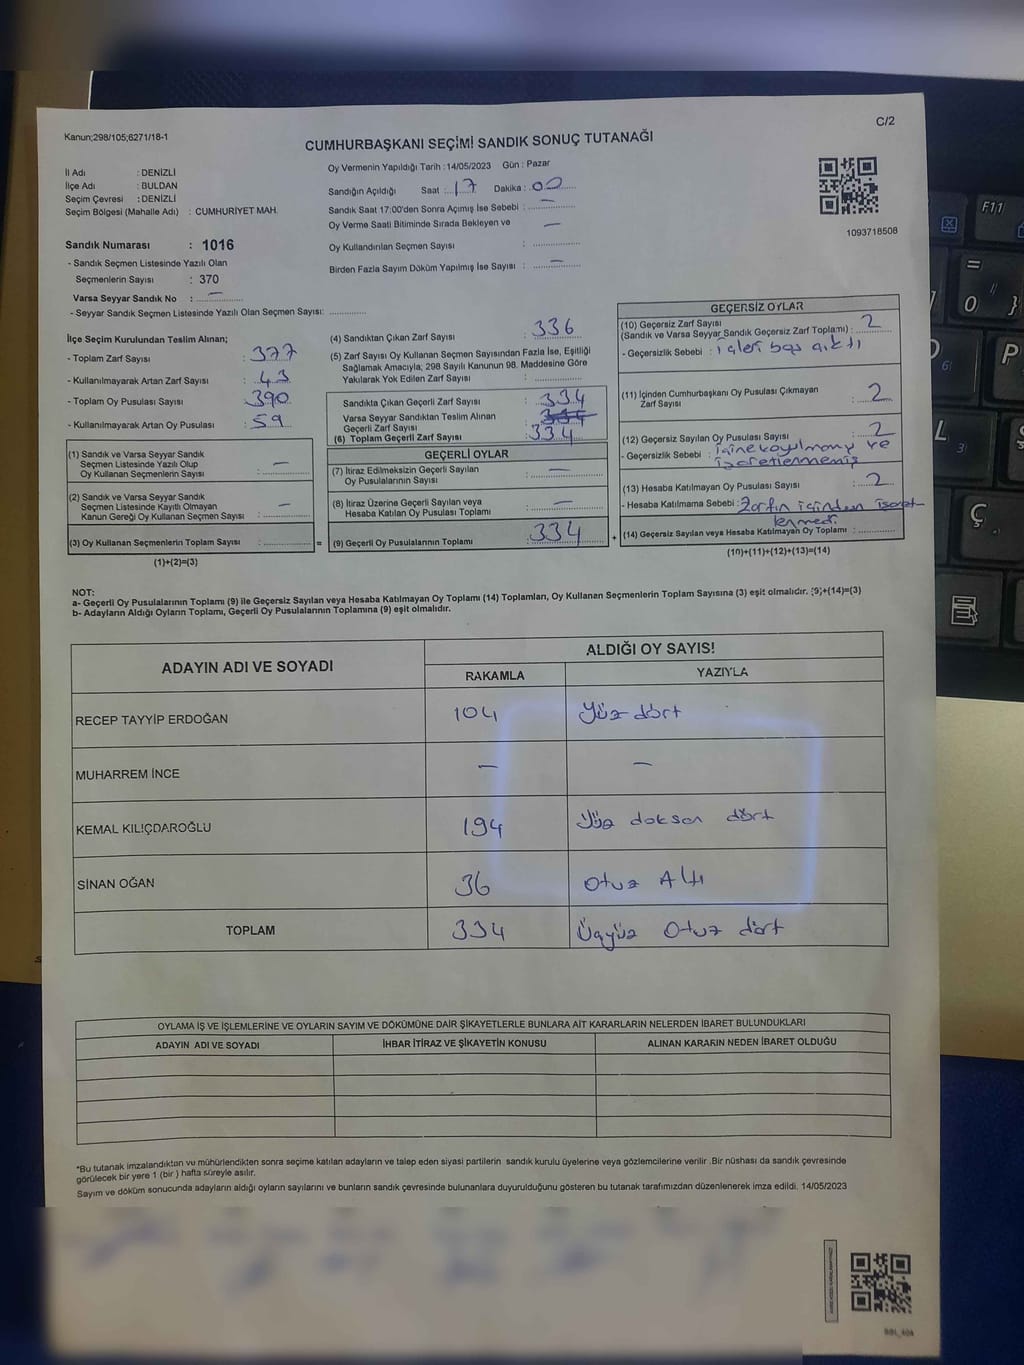 C/2
Kanun;298/105;6271/18-1
CUMHURBAŞKANI SEÇİMİ SANDIK SONUÇ TUTANAĞI
İl Adı : DENİZLİ
İlçe Adı : BULDAN
Seçim Çevresi : DENİZLİ
Seçim Bölgesi (Mahalle Adı) : CUMHURİYET MAH.
Oy Vermenin Yapıldığı Tarih : 14/05/2023 Gün : Pazar
Sandığın Açıldığı Saat : 17 Dakika : 00
Sandık Saat 17:00'den Sonra Açımış İse Sebebi : —
Oy Verme Saati Bitiminde Sırada Bekleyen ve —
Oy Kullandırılan Seçmen Sayısı :
Birden Fazla Sayım Döküm Yapılmış İse Sayısı : —
1093718508
Sandık Numarası : 1016
- Sandık Seçmen Listesinde Yazılı Olan
Seçmenlerin Sayısı : 370
Varsa Seyyar Sandık No : —
- Seyyar Sandık Seçmen Listesinde Yazılı Olan Seçmen Sayısı:
İlçe Seçim Kurulundan Teslim Alınan;
- Toplam Zarf Sayısı : 377
- Kullanılmayarak Artan Zarf Sayısı : 43
- Toplam Oy Pusulası Sayısı : 390
- Kullanılmayarak Artan Oy Pusulası : 59
(1) Sandık ve Varsa Seyyar Sandık
Seçmen Listesinde Yazılı Olup
Oy Kullanan Seçmenlerin Sayısı : —
(2) Sandık ve Varsa Seyyar Sandık
Seçmen Listesinde Kayıtlı Olmayan
Kanun Gereği Oy Kullanan Seçmen Sayısı : —
(3) Oy Kullanan Seçmenlerin Toplam Sayısı : =
(1)+(2)=(3)
(4) Sandıktan Çıkan Zarf Sayısı : 336
(5) Zarf Sayısı Oy Kullanan Seçmen Sayısından Fazla İse, Eşitliği
Sağlamak Amacıyla; 298 Sayılı Kanunun 98. Maddesine Göre
Yakılarak Yok Edilen Zarf Sayısı :
Sandıkta Çıkan Geçerli Zarf Sayısı : 334
Varsa Seyyar Sandıktan Teslim Alınan
Geçerli Zarf Sayısı : 334
(6) Toplam Geçerli Zarf Sayısı : 334
GEÇERLİ OYLAR
(7) İtiraz Edilmeksizin Geçerli Sayılan
Oy Pusulalarının Sayısı : —
(8) İtiraz Üzerine Geçerli Sayılan veya
Hesaba Katılan Oy Pusulası Toplamı : —
(9) Geçerli Oy Pusulalarının Toplamı : 334 +
GEÇERSİZ OYLAR
(10) Geçersiz Zarf Sayısı
(Sandık ve Varsa Seyyar Sandık Geçersiz Zarf Toplamı) : 2
- Geçersizlik Sebebi : içleri boş çıktı
(11) İçinden Cumhurbaşkanı Oy Pusulası Çıkmayan
Zarf Sayısı : 2
(12) Geçersiz Sayılan Oy Pusulası Sayısı : 2
- Geçersizlik Sebebi : içine koyulmamış ve
işaretlenmemiş
(13) Hesaba Katılmayan Oy Pusulası Sayısı : 2
- Hesaba Katılmama Sebebi : Zarfın içinden işaret
lenmedi
(14) Geçersiz Sayılan veya Hesaba Katılmayan Oy Toplamı :
(10)+(11)+(12)+(13)=(14)
NOT:
a- Geçerli Oy Pusulalarının Toplamı (9) ile Geçersiz Sayılan veya Hesaba Katılmayan Oy Toplamı (14) Toplamları, Oy Kullanan Seçmenlerin Toplam Sayısına (3) eşit olmalıdır. (9)+(14)=(3)
b- Adayların Aldığı Oyların Toplamı, Geçerli Oy Pusulalarının Toplamına (9) eşit olmalıdır.
ADAYIN ADI VE SOYADI
ALDIĞI OY SAYISI
RAKAMLA YAZIYLA
RECEP TAYYİP ERDOĞAN 104 Yüz dört
MUHARREM İNCE — —
KEMAL KILIÇDAROĞLU 194 Yüz doksan dört
SİNAN OĞAN 36 Otuz Altı
TOPLAM 334 Üçyüz Otuz dört
OYLAMA İŞ VE İŞLEMLERİNE VE OYLARIN SAYIM VE DÖKÜMÜNE DAİR ŞİKAYETLERLE BUNLARA AİT KARARLARIN NELERDEN İBARET BULUNDUKLARI
ADAYIN ADI VE SOYADI İHBAR İTİRAZ VE ŞİKAYETİN KONUSU ALINAN KARARIN NEDEN İBARET OLDUĞU
*Bu tutanak imzalandıktan ve mühürlendikten sonra seçime katılan adayların ve talep eden siyasi partilerin sandık kurulu üyelerine veya gözlemcilerine verilir .Bir nüshası da sandık çevresinde
görülecek bir yere 1 (bir ) hafta süreyle asılır.
Sayım ve döküm sonucunda adayların aldığı oyların sayılarını ve bunların sandık çevresinde bulunanlara duyurulduğunu gösteren bu tutanak tarafımızdan düzenlenerek imza edildi. 14/05/2023
F11
=
0 }
P
6
L
3
Ç